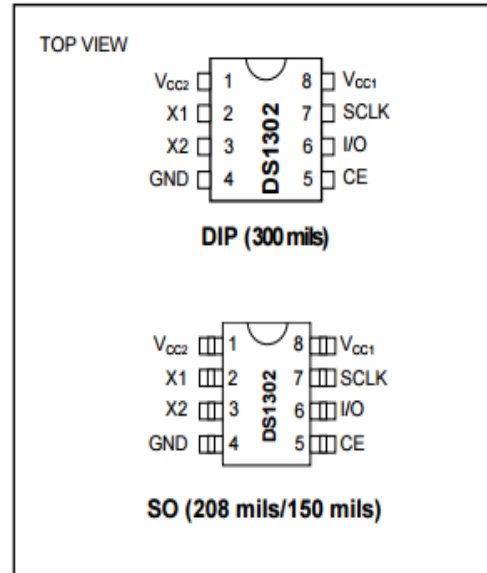 TOP VIEW
VCC2 1 8 VCC1
X1 2 7 SCLK
X2 3 6 I/O
GND 4 5 CE
DS1302
DIP (300 mils)
VCC2 1 8 VCC1
X1 2 7 SCLK
X2 3 6 I/O
GND 4 5 CE
DS1302
SO (208 mils/150 mils)